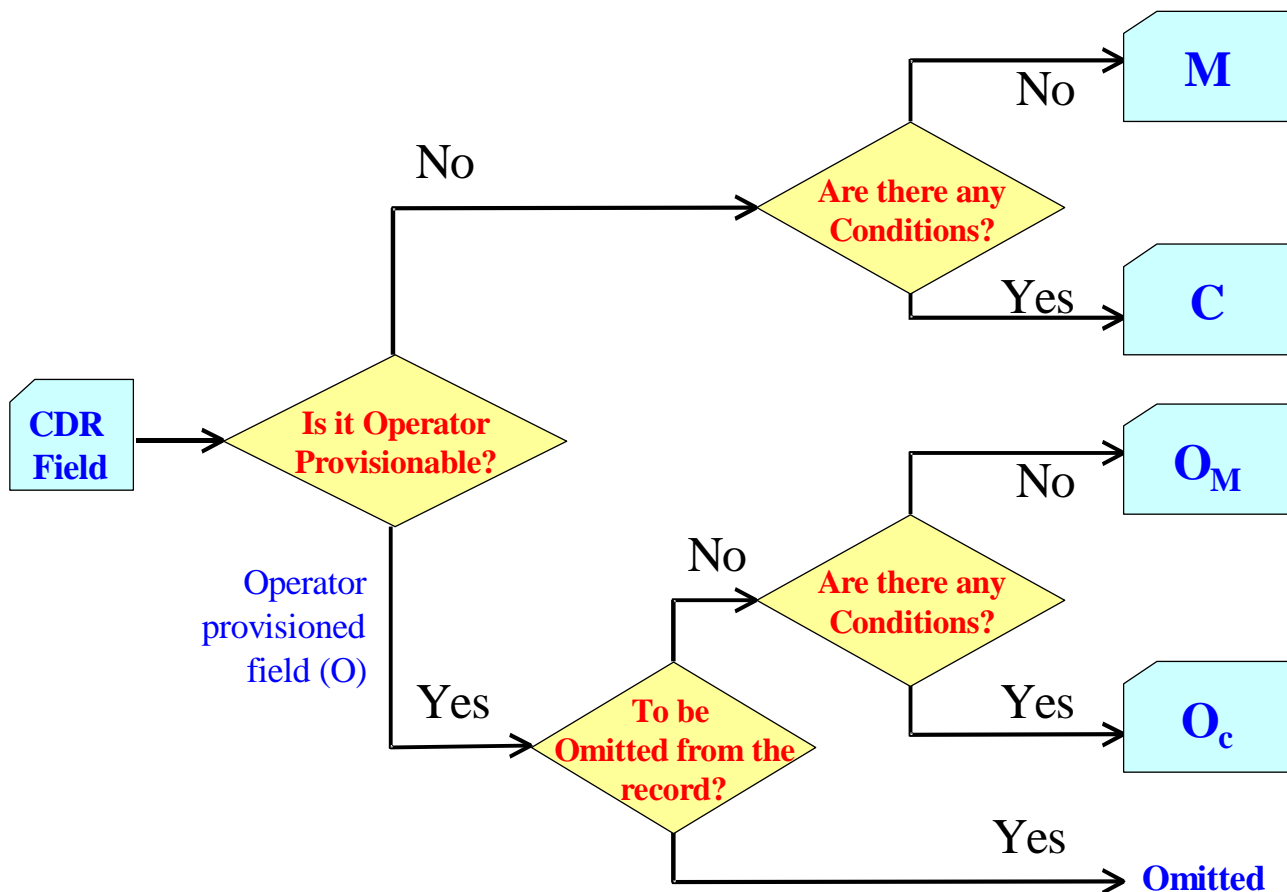 M
No
No
Are there any
Conditions?
Yes
C
CDR
Field
Is it Operator
Provisionable?
OM
No
No
Operator
provisioned
field (O)
Are there any
Conditions?
Yes
Yes
To be
Omitted from the
record?
Oc
Yes
Omitted